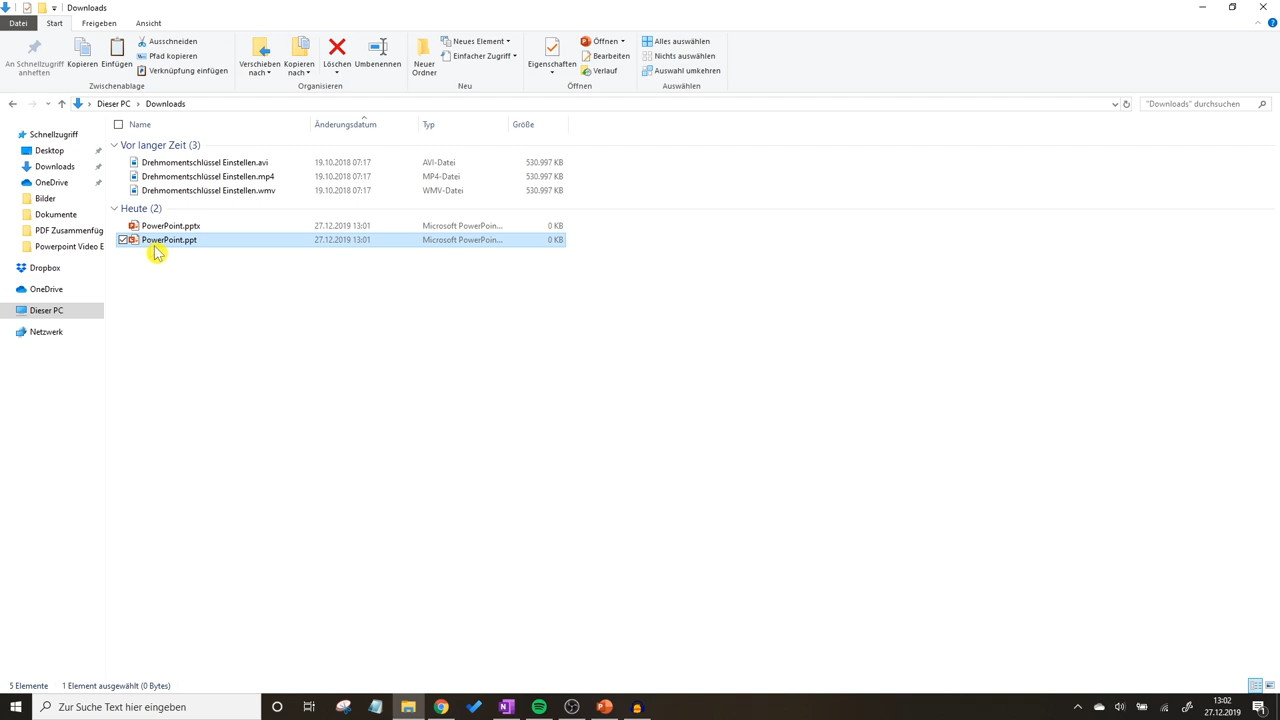 Downloads
Datei Start Freigeben Ansicht
An Schnellzugriff anheften
Kopieren
Einfügen
Ausschneiden
Pfad kopieren
Verknüpfung einfügen
Zwischenablage
Verschieben nach
Kopieren nach
Löschen
Umbenennen
Organisieren
Neuer Ordner
Neues Element
Einfacher Zugriff
Neu
Eigenschaften
Öffnen
Bearbeiten
Verlauf
Öffnen
Alles auswählen
Nichts auswählen
Auswahl umkehren
Auswählen
Dieser PC Downloads
"Downloads" durchsuchen
Schnellzugriff
Desktop
Downloads
OneDrive
Bilder
Dokumente
PDF Zusammenfüg
Powerpoint Video E
Dropbox
OneDrive
Dieser PC
Netzwerk
Name Änderungsdatum Typ Größe
Vor langer Zeit (3)
Drehmomentschlüssel Einstellen.avi 19.10.2018 07:17 AVI-Datei 530.997 KB
Drehmomentschlüssel Einstellen.mp4 19.10.2018 07:17 MP4-Datei 530.997 KB
Drehmomentschlüssel Einstellen.wmv 19.10.2018 07:17 WMV-Datei 530.997 KB
Heute (2)
PowerPoint.pptx 27.12.2019 13:01 Microsoft PowerPoin... 0 KB
PowerPoint.ppt 27.12.2019 13:01 Microsoft PowerPoin... 0 KB
5 Elemente 1 Element ausgewählt (0 Bytes)
Zur Suche Text hier eingeben
13:02
27.12.2019